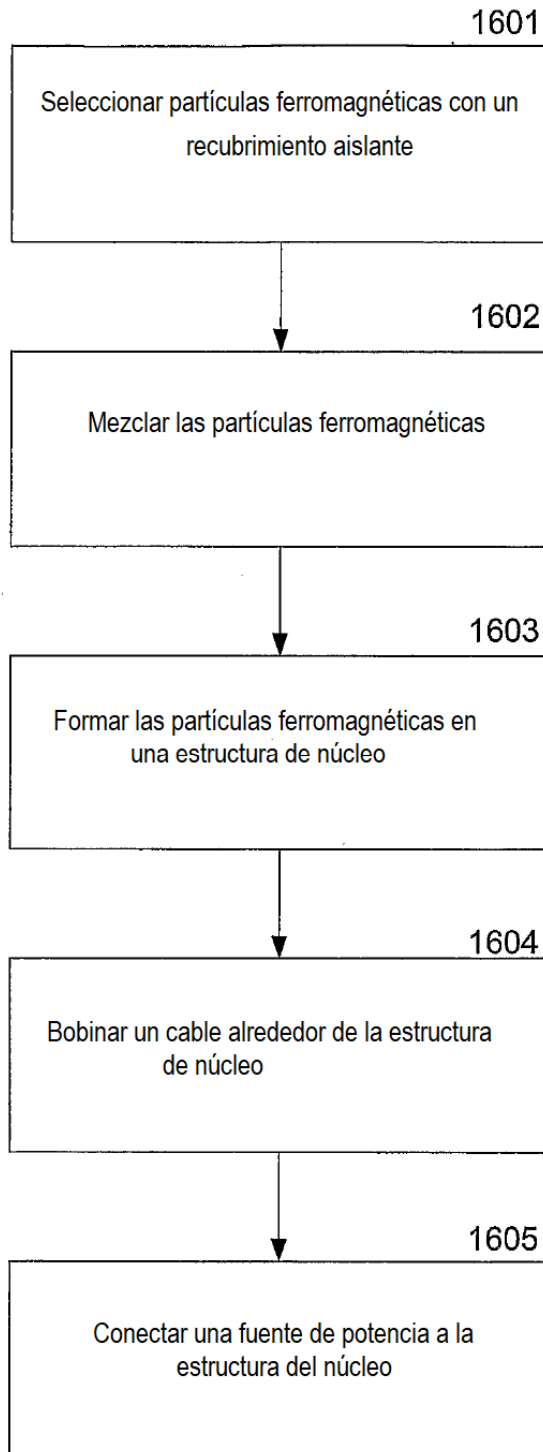 1601
Seleccionar partículas ferromagnéticas con un
recubrimiento aislante
1602
Mezclar las partículas ferromagnéticas
1603
Formar las partículas ferromagnéticas en
una estructura de núcleo
1604
Bobinar un cable alrededor de la estructura
de núcleo
1605
Conectar una fuente de potencia a la
estructura del núcleo